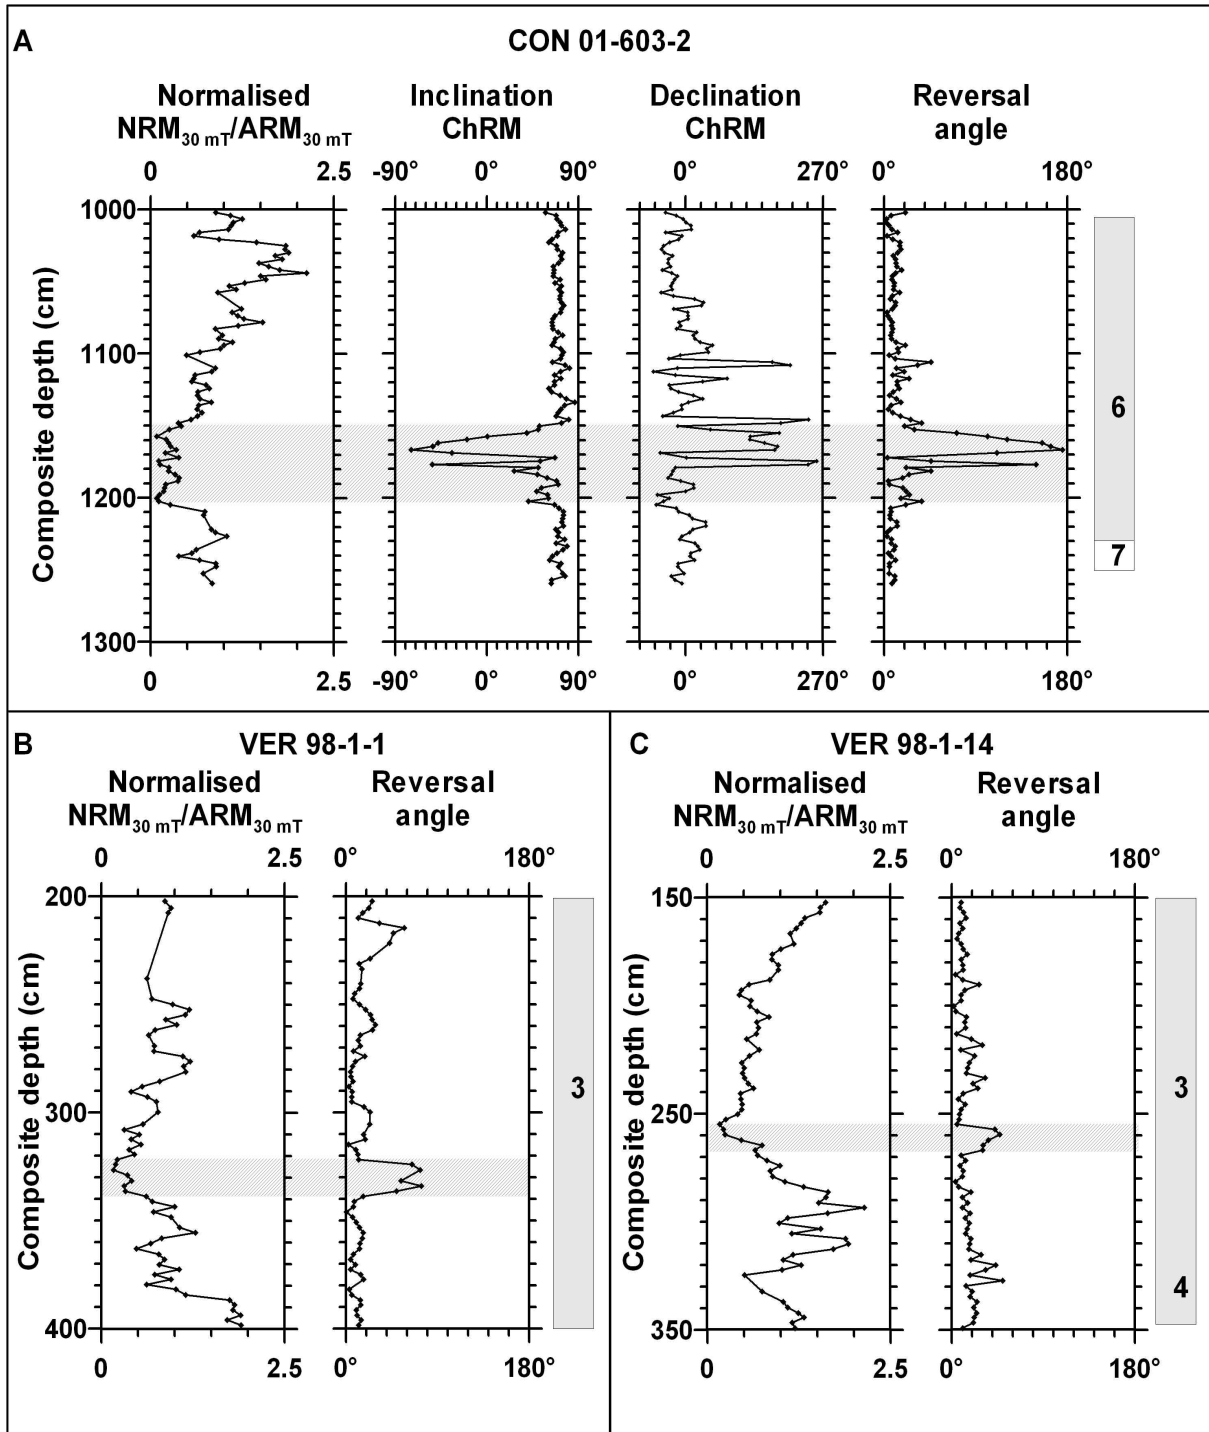 A
CON 01-603-2
Normalised NRM30 mT/ARM30 mT
Inclination ChRM
Declination ChRM
Reversal angle
0 2.5 -90° 0° 90° 0° 270° 0° 180°
Composite depth (cm)
1000
1100
1200
1300
6
7
0 2.5 -90° 0° 90° 0° 270° 0° 180°
B
VER 98-1-1
Normalised NRM30 mT/ARM30 mT
Reversal angle
0 2.5 0° 180°
Composite depth (cm)
200
300
400
3
0 2.5 0° 180°
C
VER 98-1-14
Normalised NRM30 mT/ARM30 mT
Reversal angle
0 2.5 0° 180°
Composite depth (cm)
150
250
350
3
4
0 2.5 0° 180°